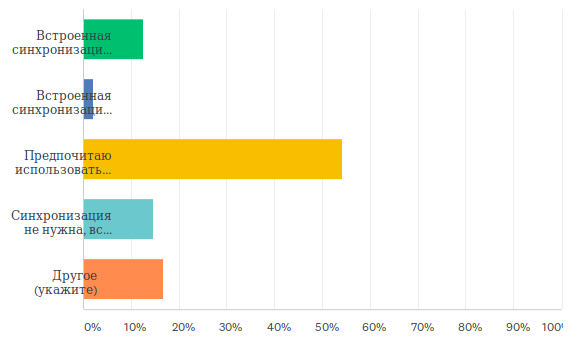 Встроенная
синхронизаци...
Встроенная
синхронизаци...
Предпочитаю
использовать...
Синхронизация
не нужна, вс...
Другое
(укажите)
0% 10% 20% 30% 40% 50% 60% 70% 80% 90% 100%